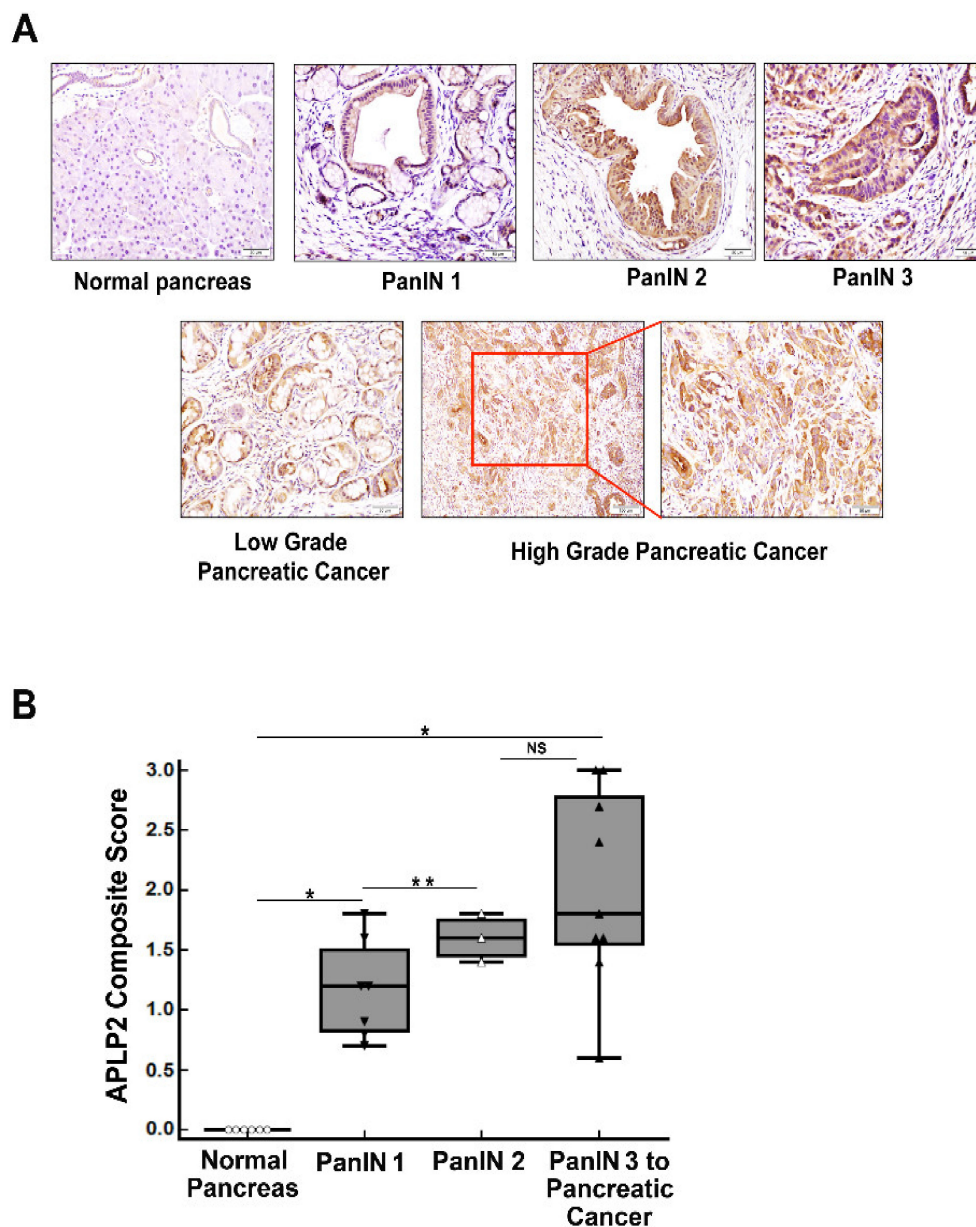 A
Normal pancreas
PanIN 1
PanIN 2
PanIN 3
Low Grade
Pancreatic Cancer
High Grade Pancreatic Cancer
B
APLP2 Composite Score
*
NS
*
**
3.0
2.5
2.0
1.5
1.0
0.5
0.0
Normal
Pancreas
PanIN 1
PanIN 2
PanIN 3 to
Pancreatic
Cancer